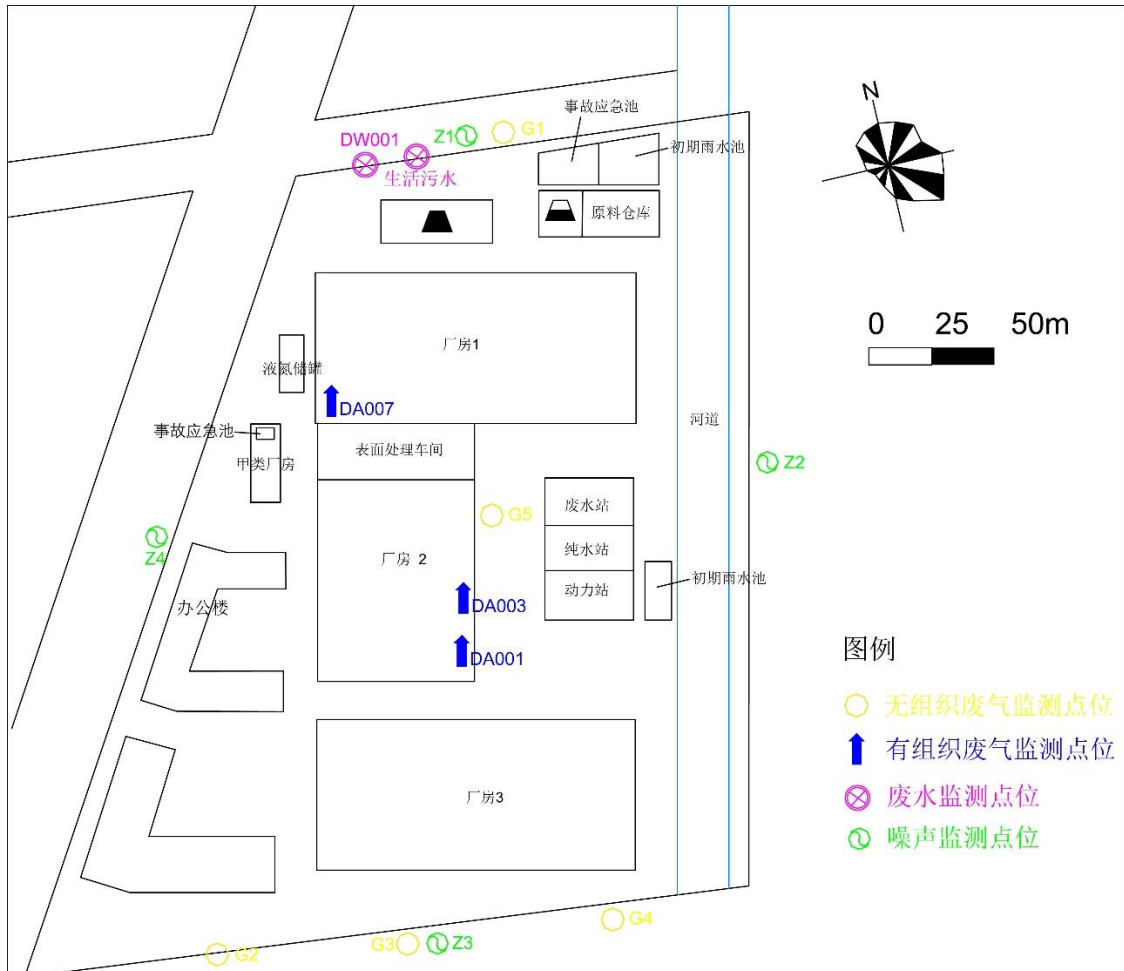 N
事故应急池
DW001
Z1
G1
初期雨水池
生活污水
原料仓库
0 25 50m
厂房1
液氮储罐
DA007
河道
事故应急池
表面处理车间
甲类厂房
Z2
G5
废水站
Z4
厂房 2
纯水站
动力站
初期雨水池
办公楼
DA003
DA001
图例
无组织废气监测点位
有组织废气监测点位
厂房3
废水监测点位
噪声监测点位
G4
G2
G3
Z3